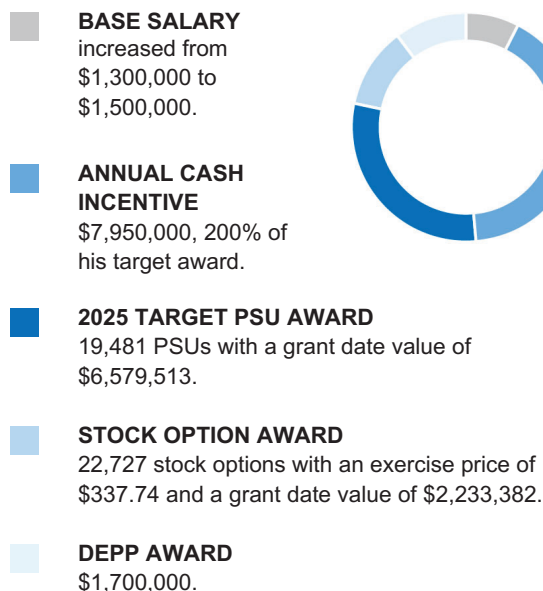 BASE SALARY
increased from
$1,300,000 to
$1,500,000.
ANNUAL CASH
INCENTIVE
$7,950,000, 200% of
his target award.
2025 TARGET PSU AWARD
19,481 PSUs with a grant date value of
$6,579,513.
STOCK OPTION AWARD
22,727 stock options with an exercise price of
$337.74 and a grant date value of $2,233,382.
DEPP AWARD
$1,700,000.